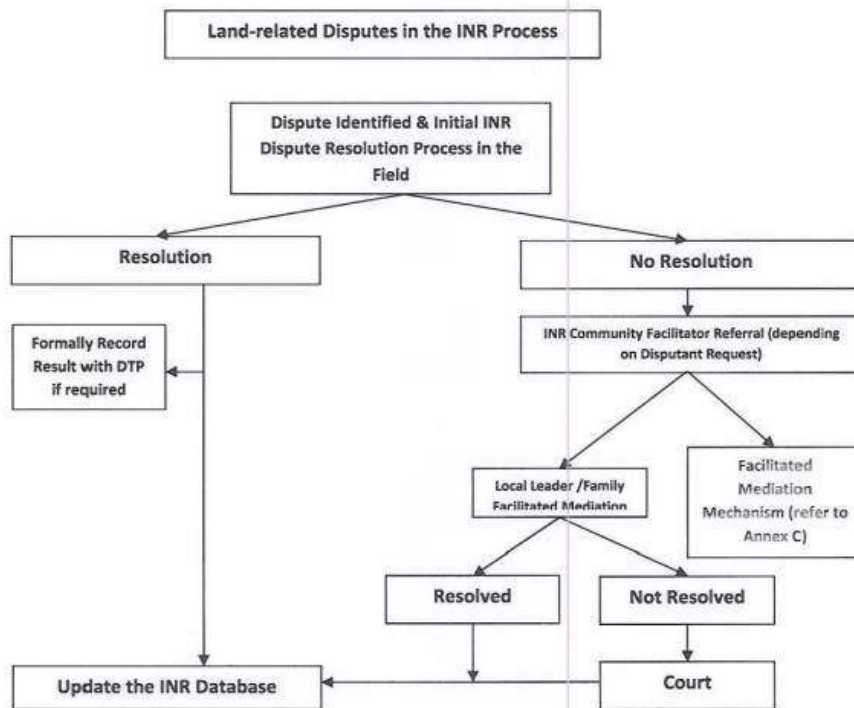 Land-related Disputes in the INR Process
Dispute Identified & Initial INR
Dispute Resolution Process in the
Field
Resolution
No Resolution
Formally Record
Result with DTP
if required
INR Community Facilitator Referral (depending
on Disputant Request)
Local Leader /Family
Facilitated Mediation
Facilitated
Mediation
Mechanism (refer to
Annex C)
Resolved
Not Resolved
Update the INR Database
Court